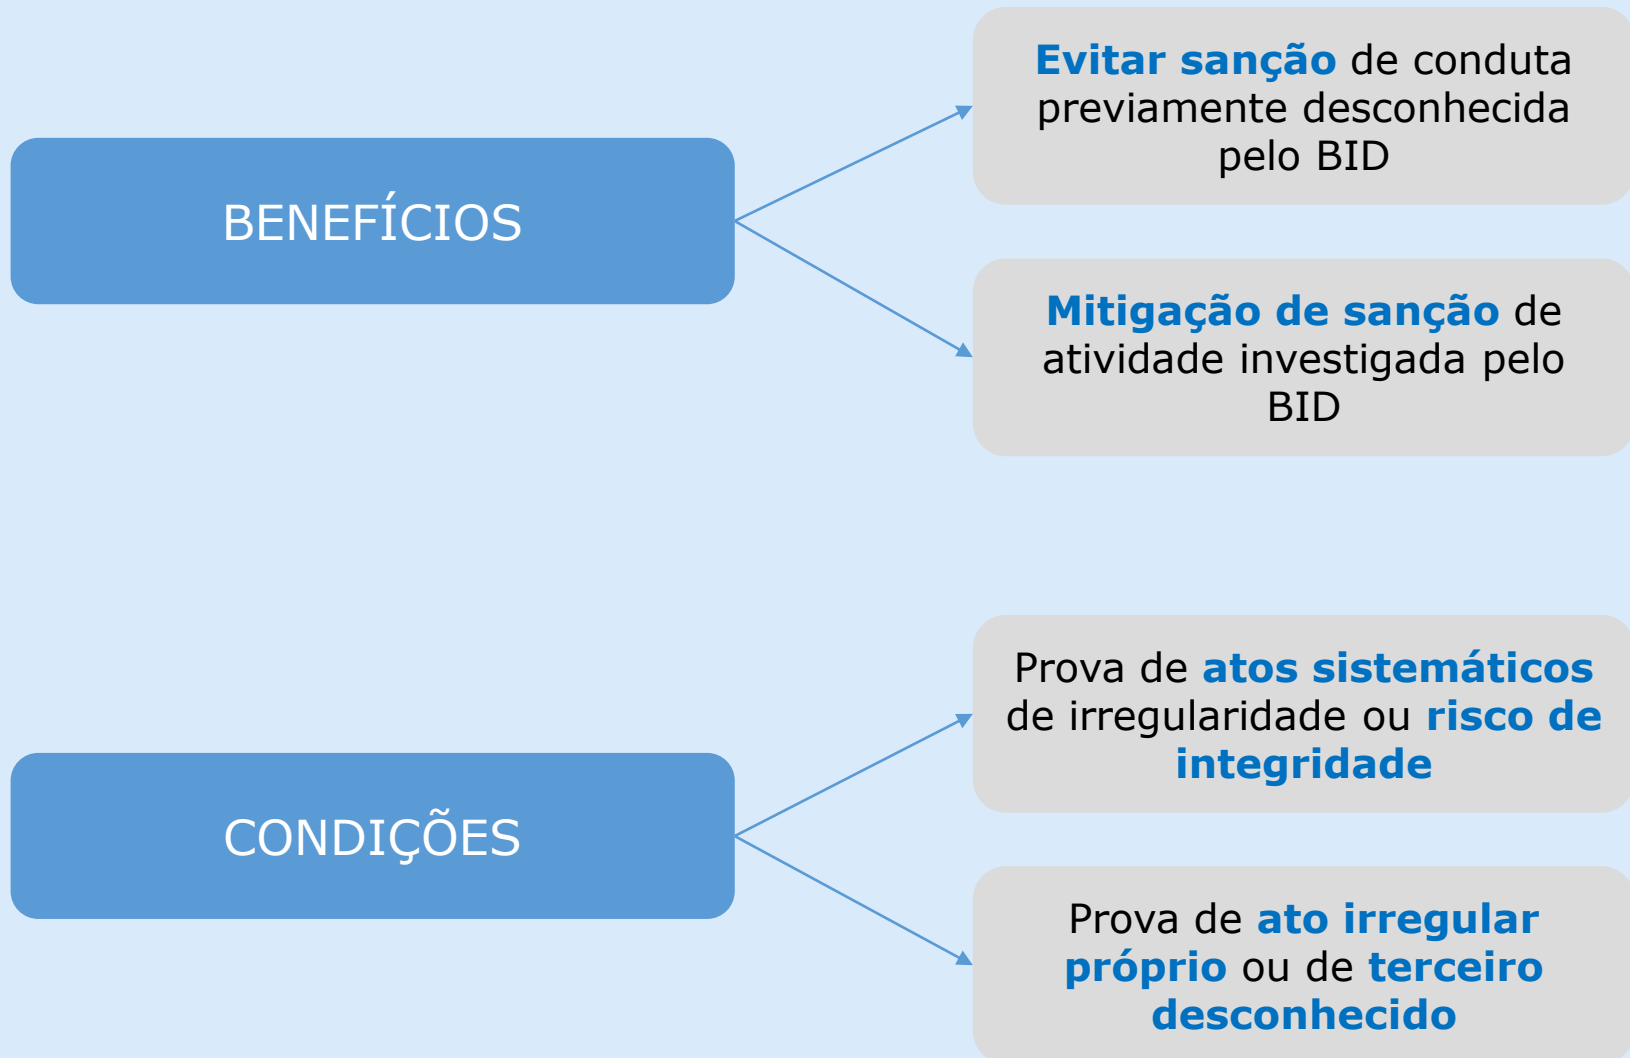 BENEFÍCIOS
Evitar sanção de conduta
previamente desconhecida
pelo BID
Mitigação de sanção de
atividade investigada pelo
BID
CONDIÇÕES
Prova de atos sistemáticos
de irregularidade ou risco de
integridade
Prova de ato irregular
próprio ou de terceiro
desconhecido